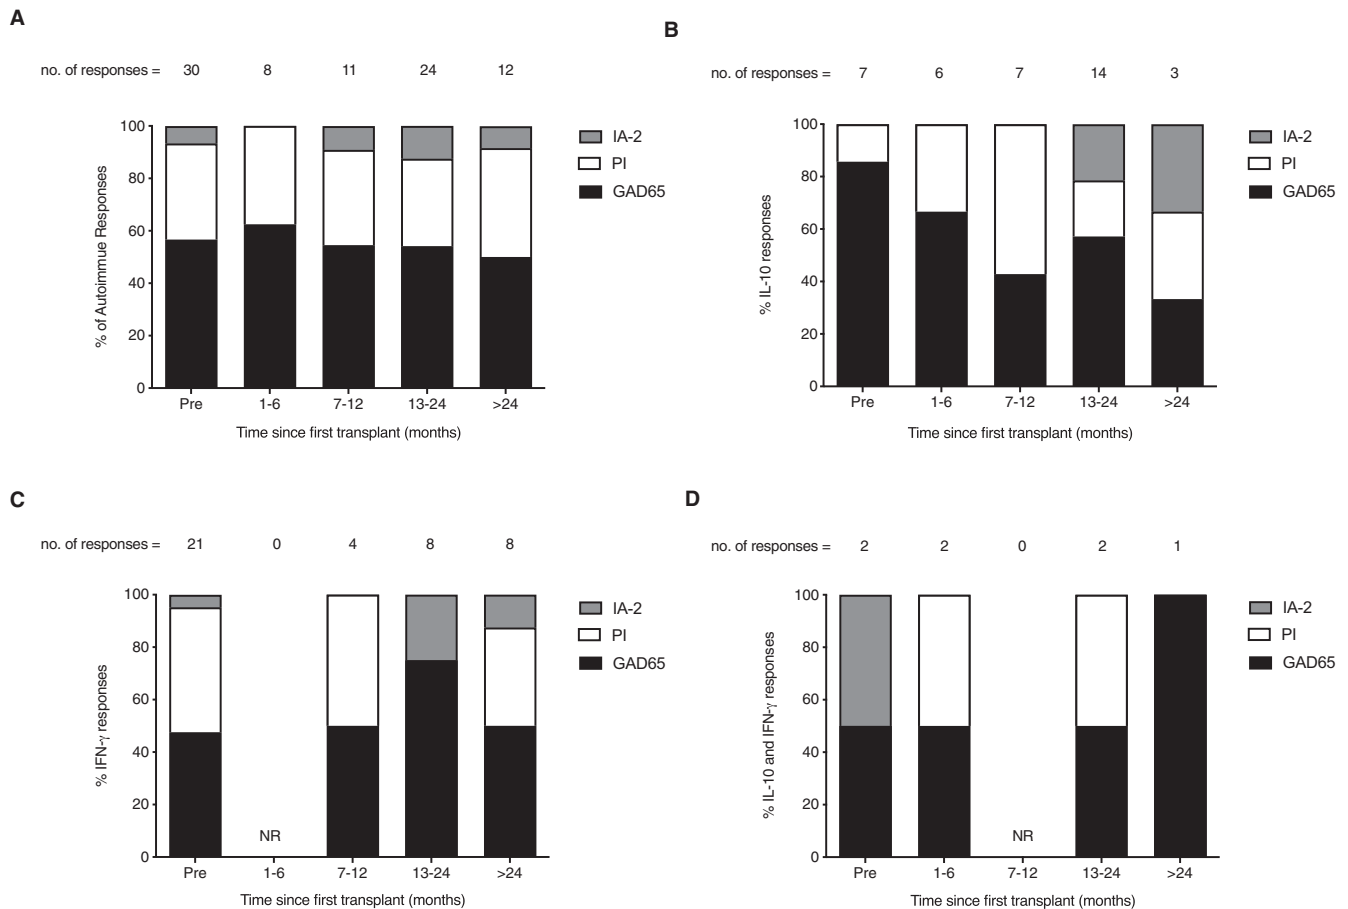 A
no. of responses = 30 8 11 24 12
% of Autoimmue Responses
100
80
60
40
20
0
IA-2
PI
GAD65
Pre 1-6 7-12 13-24 >24
Time since first transplant (months)
B
no. of responses = 7 6 7 14 3
% IL-10 responses
100
80
60
40
20
0
IA-2
PI
GAD65
Pre 1-6 7-12 13-24 >24
Time since first transplant (months)
C
no. of responses = 21 0 4 8 8
% IFN-γ responses
100
80
60
40
20
0
NR
IA-2
PI
GAD65
Pre 1-6 7-12 13-24 >24
Time since first transplant (months)
D
no. of responses = 2 2 0 2 1
% IL-10 and IFN-γ responses
100
80
60
40
20
0
NR
IA-2
PI
GAD65
Pre 1-6 7-12 13-24 >24
Time since first transplant (months)